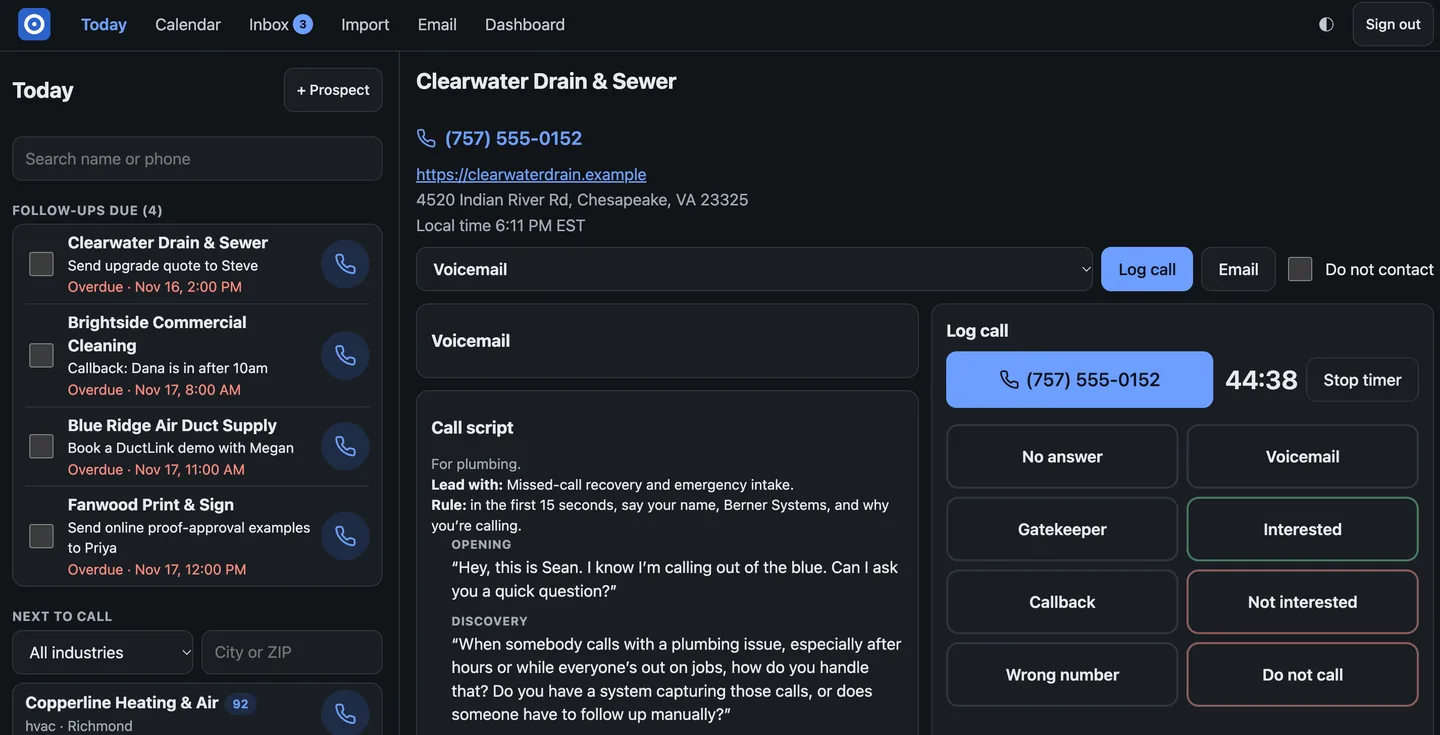 Today
Calendar
Inbox 3
Import
Email
Dashboard
Sign out
Today
+ Prospect
Search name or phone
FOLLOW-UPS DUE (4)
Clearwater Drain & Sewer
Send upgrade quote to Steve
Overdue · Nov 16, 2:00 PM
Brightside Commercial
Cleaning
Callback: Dana is in after 10am
Overdue · Nov 17, 8:00 AM
Blue Ridge Air Duct Supply
Book a DuctLink demo with Megan
Overdue · Nov 17, 11:00 AM
Fanwood Print & Sign
Send online proof-approval examples
to Priya
Overdue · Nov 17, 12:00 PM
NEXT TO CALL
All industries
City or ZIP
Copperline Heating & Air 92
hvac · Richmond
Clearwater Drain & Sewer
(757) 555-0152
https://clearwaterdrain.example
4520 Indian River Rd, Chesapeake, VA 23325
Local time 6:11 PM EST
Voicemail
Log call
Email
Do not contact
Voicemail
Call script
For plumbing.
Lead with: Missed-call recovery and emergency intake.
Rule: in the first 15 seconds, say your name, Berner Systems, and why
you’re calling.
OPENING
“Hey, this is Sean. I know I’m calling out of the blue. Can I ask
you a quick question?”
DISCOVERY
“When somebody calls with a plumbing issue, especially after
hours or while everyone’s out on jobs, how do you handle
that? Do you have a system capturing those calls, or does
someone have to follow up manually?”
Log call
(757) 555-0152
44:38
Stop timer
No answer
Voicemail
Gatekeeper
Interested
Callback
Not interested
Wrong number
Do not call